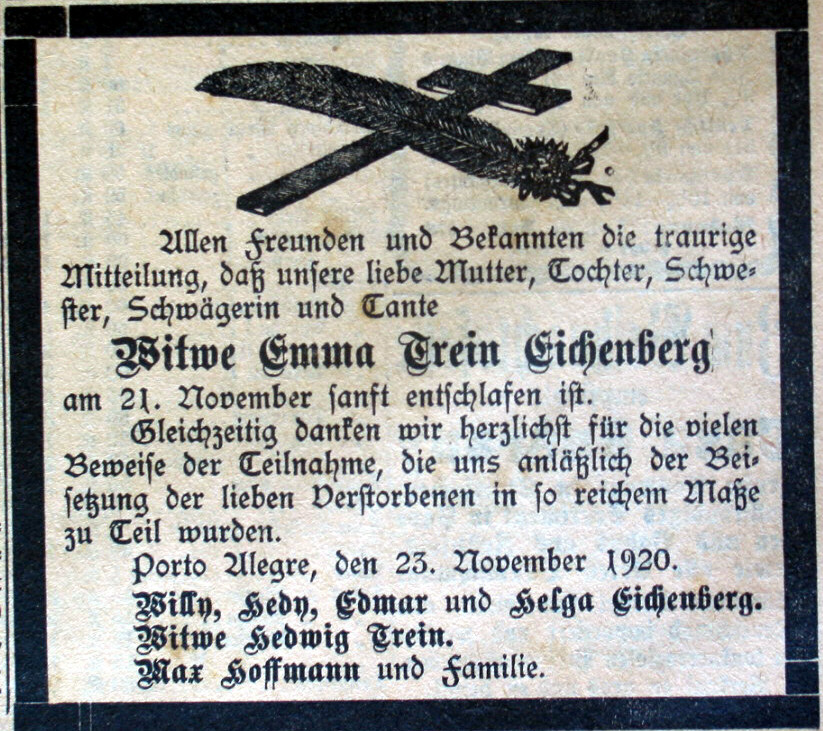 Allen Freunden und Bekannten die traurige
Mitteilung, daß unsere liebe Mutter, Tochter, Schwe-
ster, Schwägerin und Tante
Witwe Emma Trein Eichenberg
am 21. November sanft entschlafen ist.
Gleichzeitig danken wir herzlichst für die vielen
Beweise der Teilnahme, die uns anläßlich der Bei-
setzung der lieben Verstorbenen in so reichem Maße
zu Teil wurden.
Porto Alegre, den 23. November 1920.
Willy, Hedy, Edmar und Helga Eichenberg.
Witwe Hedwig Trein.
Max Hoffmann und Familie.